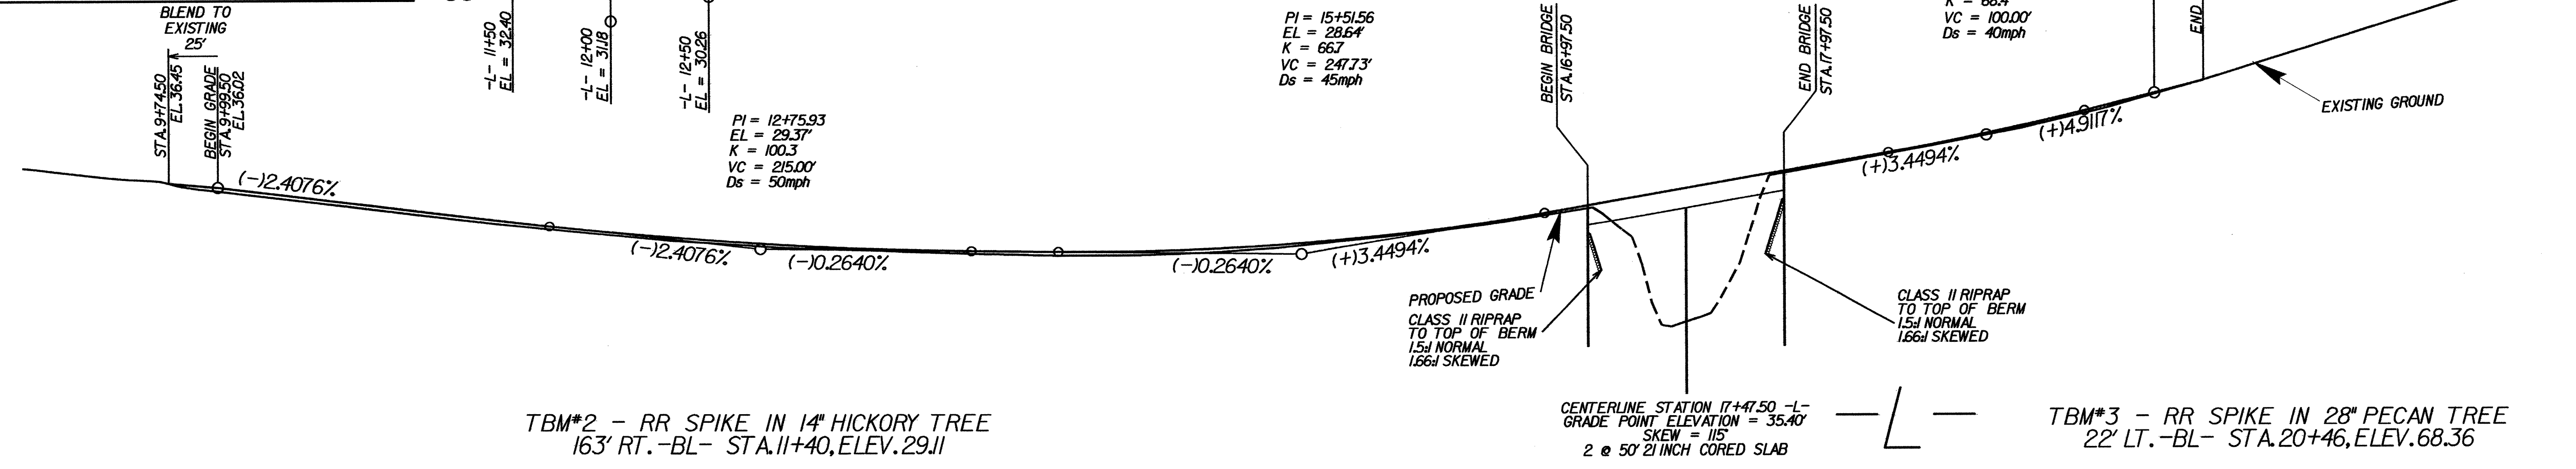 BLEND TO
EXISTING
25'
STA.9+74.50
EL.36.45
BEGIN GRADE
STA.9+99.50
EL.36.02
-L- 11+50
EL = 32.40
-L- 12+00
EL = 31.18
-L- 12+50
EL = 30.26
PI = 12+75.93
EL = 29.37'
K = 100.3
VC = 215.00'
Ds = 50mph
PI = 15+51.56
EL = 28.64'
K = 66.7
VC = 247.73'
Ds = 45mph
BEGIN BRIDGE
STA.16+97.50
END BRIDGE
STA.17+97.50
K = 68.4
VC = 100.00'
Ds = 40mph
END
EXISTING GROUND
(-)2.4076%
(-)2.4076%
(-)0.2640%
(-)0.2640%
(+)3.4494%
(+)3.4494%
(+)4.9117%
PROPOSED GRADE
CLASS II RIPRAP
TO TOP OF BERM
1.5:1 NORMAL
1.66:1 SKEWED
CLASS II RIPRAP
TO TOP OF BERM
1.5:1 NORMAL
1.66:1 SKEWED
TBM#2 - RR SPIKE IN 14" HICKORY TREE
163' RT.-BL- STA.11+40,ELEV.29.11
CENTERLINE STATION 17+47.50 -L-
GRADE POINT ELEVATION = 35.40'
SKEW = 115°
2 @ 50' 21 INCH CORED SLAB
L
TBM#3 - RR SPIKE IN 28" PECAN TREE
22' LT.-BL- STA.20+46,ELEV.68.36